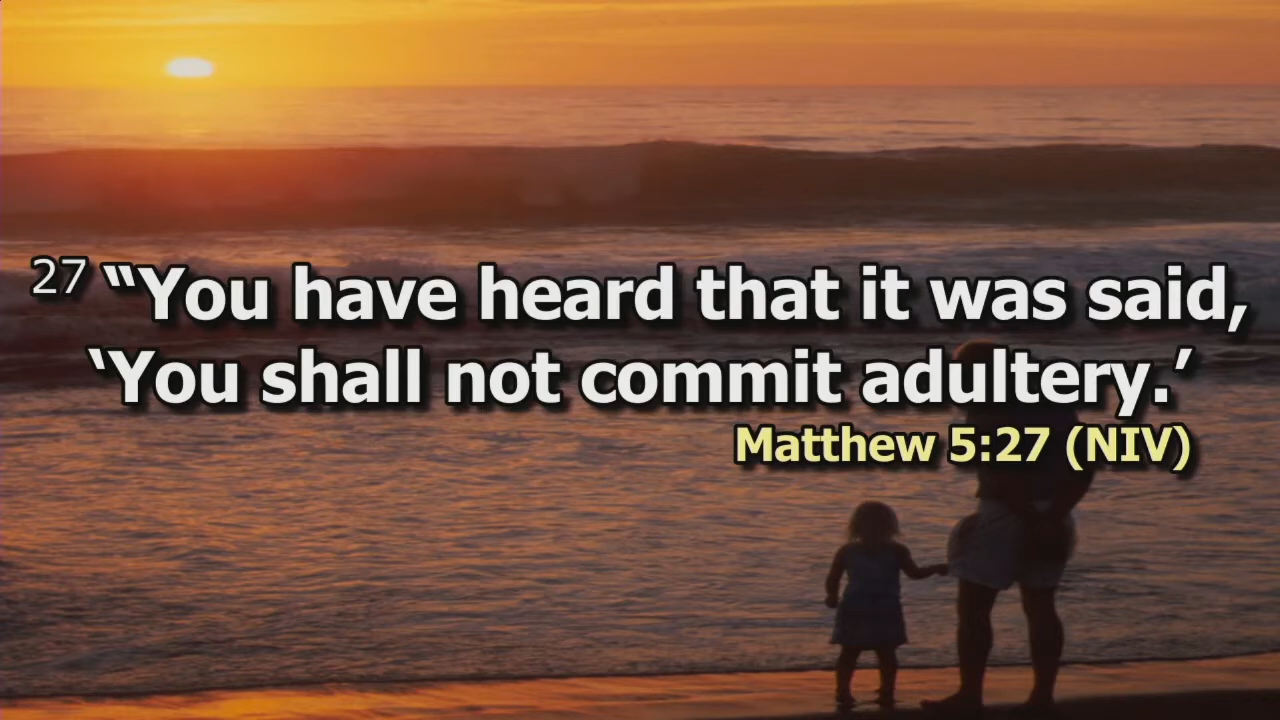 27 “You have heard that it was said,
‘You shall not commit adultery.’
Matthew 5:27 (NIV)